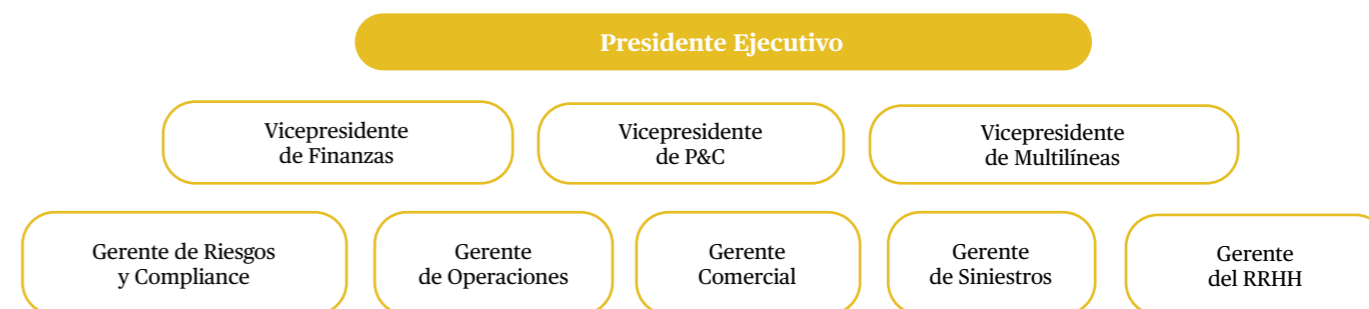 Presidente Ejecutivo
Vicepresidente
de Finanzas
Vicepresidente
de P&C
Vicepresidente
de Multilíneas
Gerente de Riesgos
y Compliance
Gerente
de Operaciones
Gerente
Comercial
Gerente
de Siniestros
Gerente
del RRHH